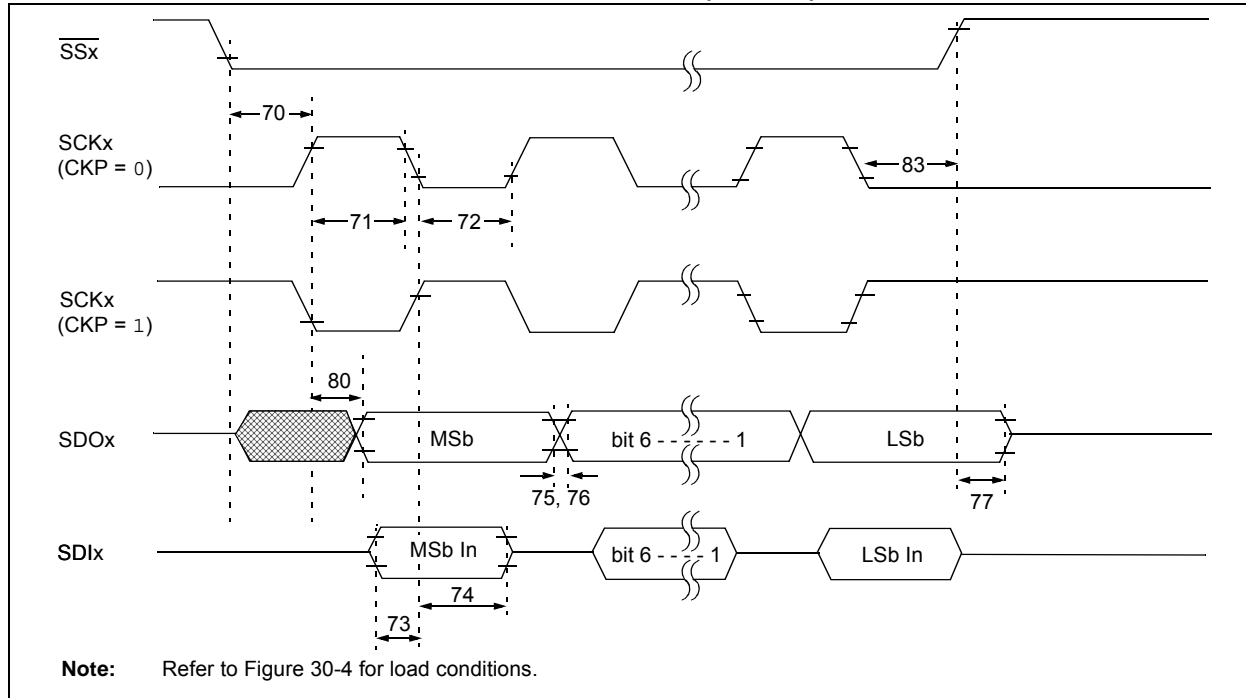 SSx
70
SCKx
(CKP = 0)
83
71
72
SCKx
(CKP = 1)
80
SDOx
MSb
bit 6 - - - - - - 1
LSb
75, 76
77
SDIx
MSb In
bit 6 - - - - 1
LSb In
74
73
Note: Refer to Figure 30-4 for load conditions.